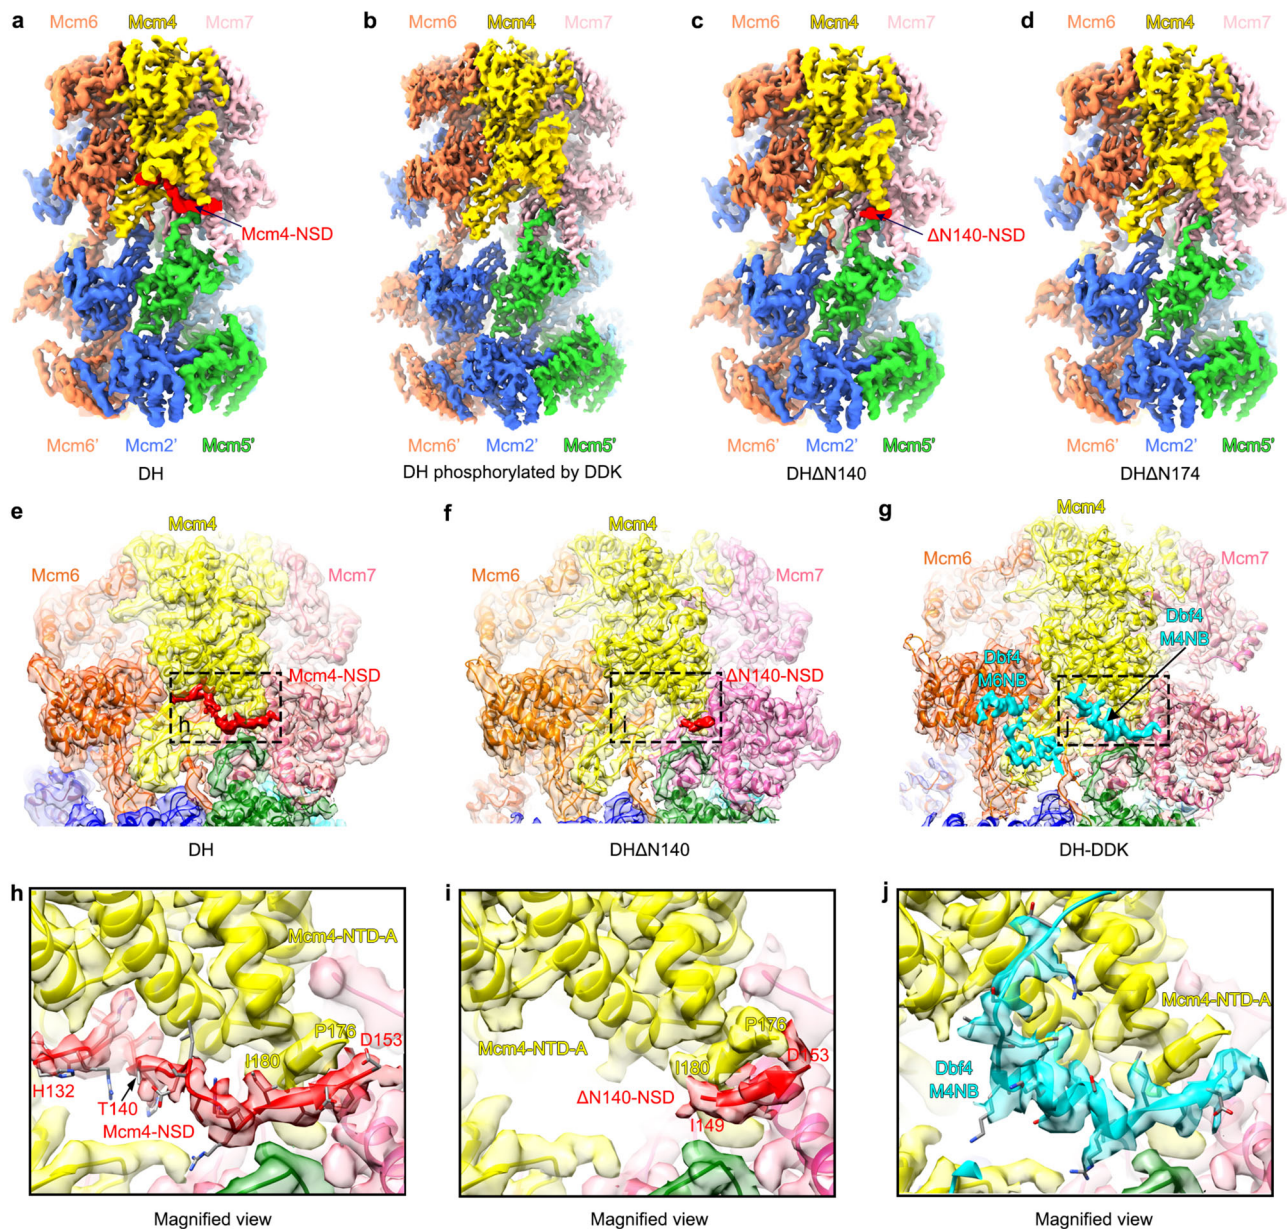 a
Mcm6 Mcm4 Mcm7
Mcm4-NSD
Mcm6’ Mcm2’ Mcm5’
DH
b
Mcm6 Mcm4 Mcm7
Mcm6’ Mcm2’ Mcm5’
DH phosphorylated by DDK
c
Mcm6 Mcm4 Mcm7
ΔN140-NSD
Mcm6’ Mcm2’ Mcm5’
DHΔN140
d
Mcm6 Mcm4 Mcm7
Mcm6’ Mcm2’ Mcm5’
DHΔN174
e
Mcm4
Mcm6 Mcm7
Mcm4-NSD
h
DH
f
Mcm4
Mcm6 Mcm7
ΔN140-NSD
i
DHΔN140
g
Mcm4
Mcm6 Mcm7
Dbf4
M4NB
Dbf4
M6NB
j
DH-DDK
h
Mcm4-NTD-A
P176
D153
I180
H132
T140
Mcm4-NSD
Magnified view
i
P176
Mcm4-NTD-A
D153
I180
ΔN140-NSD
I149
Magnified view
j
Mcm4-NTD-A
Dbf4
M4NB
Magnified view